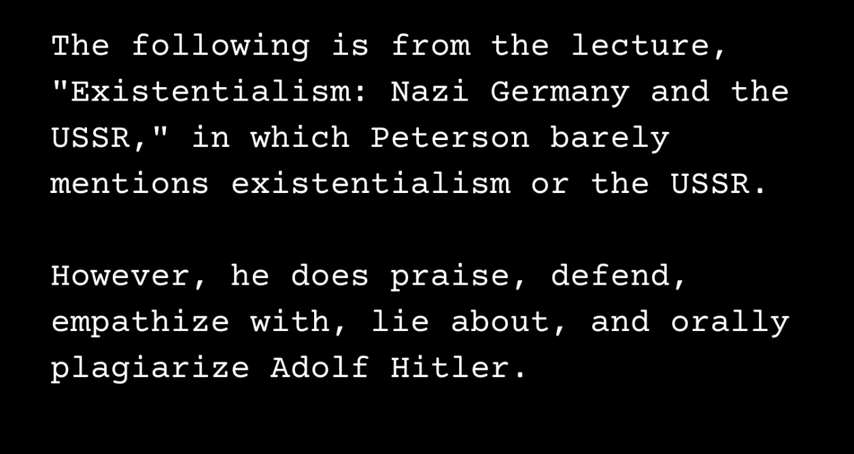 The following is from the lecture,
"Existentialism: Nazi Germany and the
USSR," in which Peterson barely
mentions existentialism or the USSR.
However, he does praise, defend,
empathize with, lie about, and orally
plagiarize Adolf Hitler.